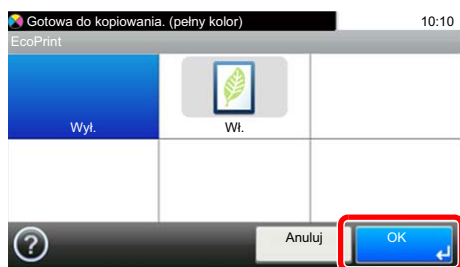 Gotowa do kopiowania. (pełny kolor) 10:10
EcoPrint
Wył. Wł.
? Anuluj OK